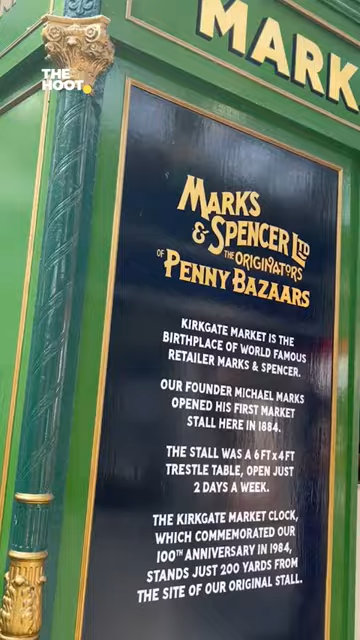 THE
HOOT.
MARK
MARKS
& SPENCER LTD
OF THE ORIGINATORS
PENNY BAZAARS
KIRKGATE MARKET IS THE
BIRTHPLACE OF WORLD FAMOUS
RETAILER MARKS & SPENCER.
OUR FOUNDER MICHAEL MARKS
OPENED HIS FIRST MARKET
STALL HERE IN 1884.
THE STALL WAS A 6FT x 4FT
TRESTLE TABLE, OPEN JUST
2 DAYS A WEEK.
THE KIRKGATE MARKET CLOCK,
WHICH COMMEMORATED OUR
100TH ANNIVERSARY IN 1984,
STANDS JUST 200 YARDS FROM
THE SITE OF OUR ORIGINAL STALL.